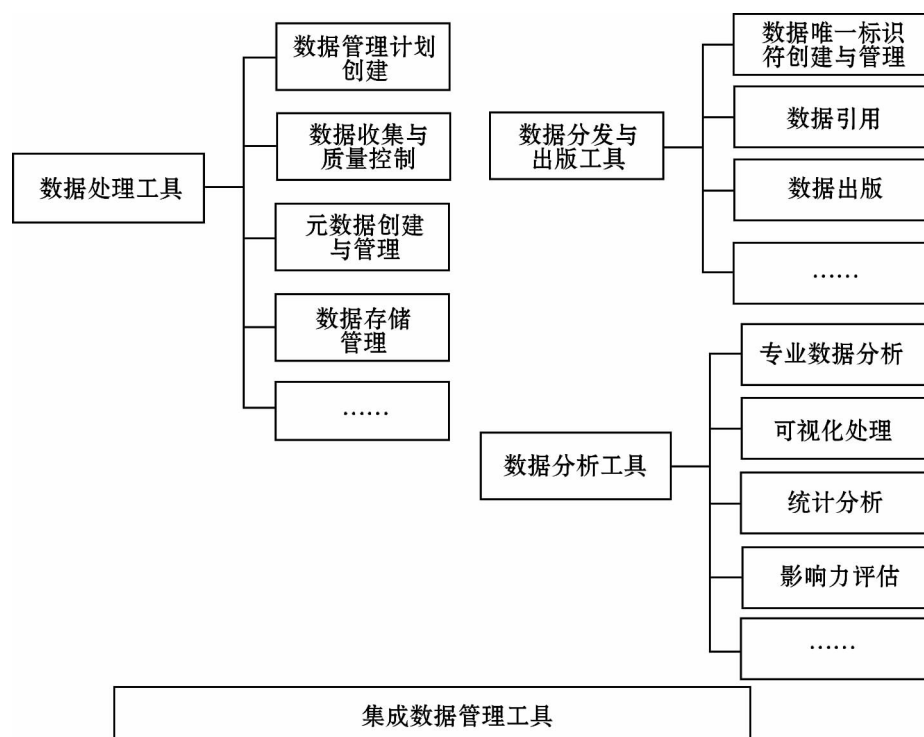 数据处理工具
数据管理计划
创建
数据收集与
质量控制
元数据创建
与管理
数据存储
管理
……
数据分发与
出版工具
数据唯一标识
符创建与管理
数据引用
数据出版
……
数据分析工具
专业数据分析
可视化处理
统计分析
影响力评估
……
集成数据管理工具